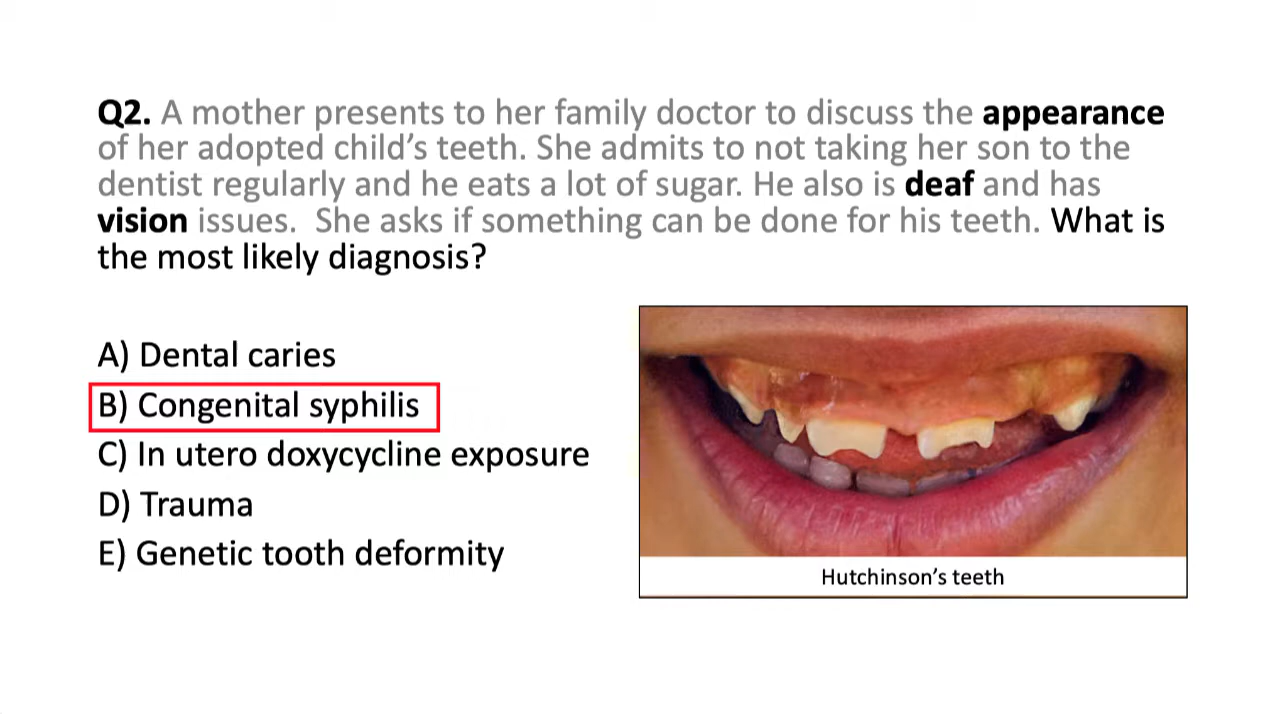 Q2. A mother presents to her family doctor to discuss the appearance
of her adopted child’s teeth. She admits to not taking her son to the
dentist regularly and he eats a lot of sugar. He also is deaf and has
vision issues.  She asks if something can be done for his teeth. What is
the most likely diagnosis?
A) Dental caries
B) Congenital syphilis
C) In utero doxycycline exposure
D) Trauma
E) Genetic tooth deformity
Hutchinson’s teeth